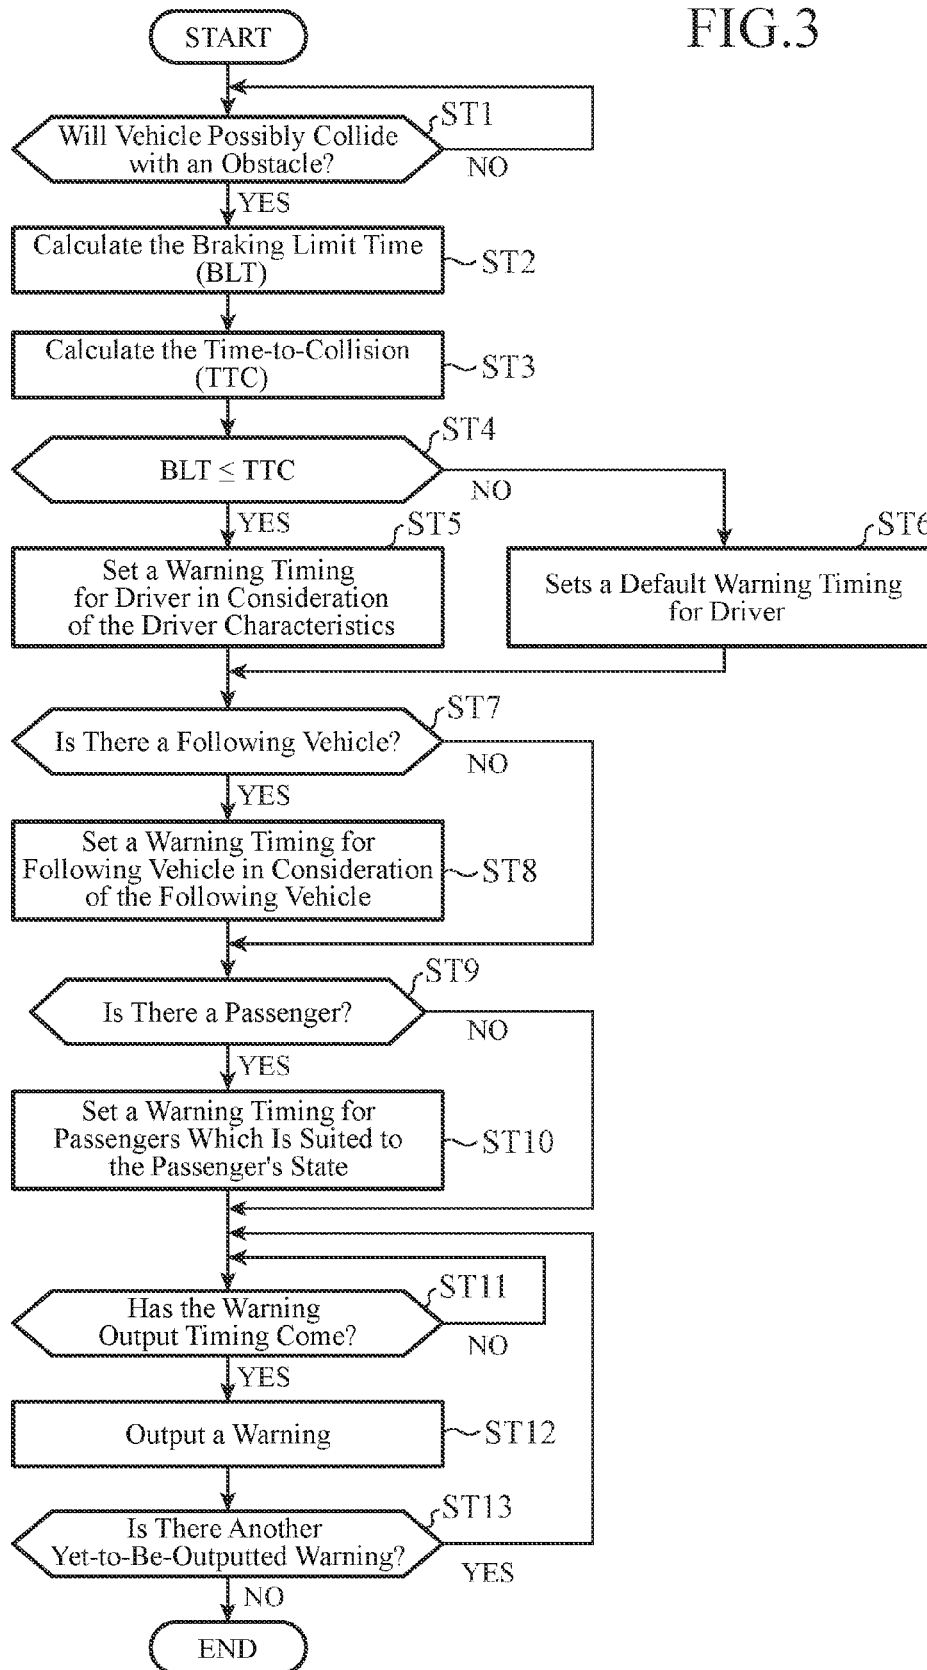 FIG.3
START
ST1
Will Vehicle Possibly Collide
with an Obstacle?
NO
YES
Calculate the Braking Limit Time
(BLT)
ST2
Calculate the Time-to-Collision
(TTC)
ST3
ST4
BLT ≤ TTC
NO
YES
ST5
Set a Warning Timing
for Driver in Consideration
of the Driver Characteristics
ST6
Sets a Default Warning Timing
for Driver
ST7
Is There a Following Vehicle?
NO
YES
Set a Warning Timing for
Following Vehicle in Consideration
of the Following Vehicle
ST8
ST9
Is There a Passenger?
NO
YES
Set a Warning Timing for
Passengers Which Is Suited to
the Passenger's State
ST10
ST11
Has the Warning
Output Timing Come?
NO
YES
Output a Warning
ST12
ST13
Is There Another
Yet-to-Be-Outputted Warning?
YES
NO
END